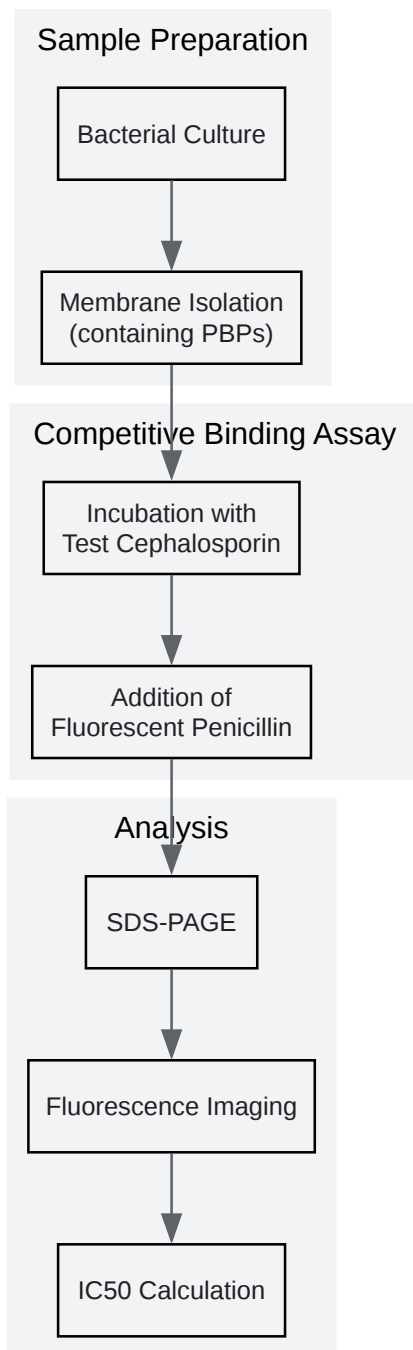 Sample Preparation
Bacterial Culture
Membrane Isolation
(containing PBPs)
Competitive Binding Assay
Incubation with
Test Cephalosporin
Addition of
Fluorescent Penicillin
Analysis
SDS-PAGE
Fluorescence Imaging
IC50 Calculation